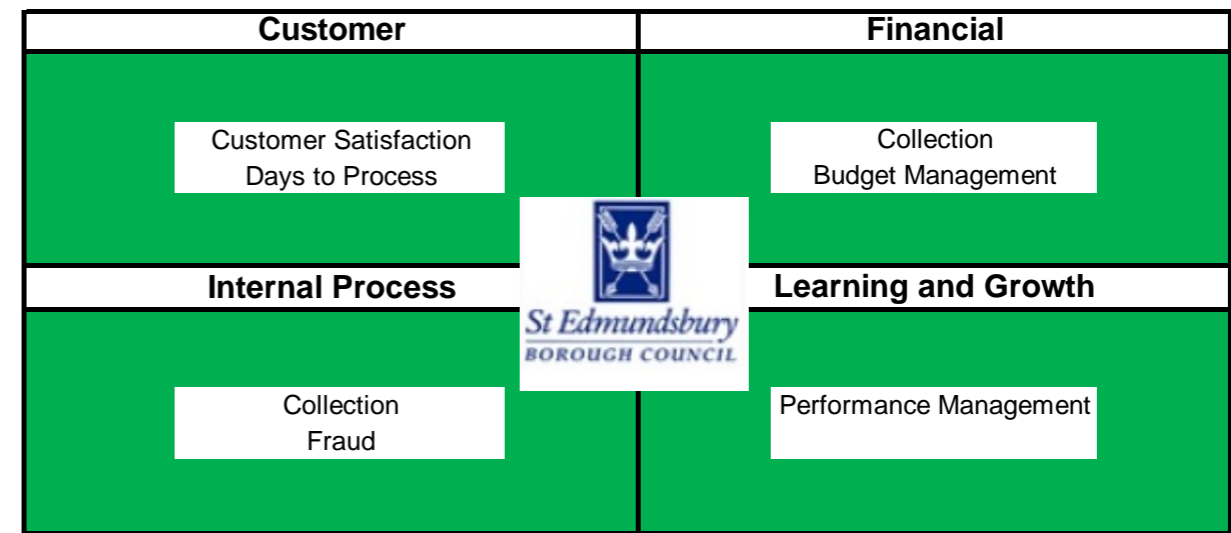 Customer
Financial
Customer Satisfaction
Days to Process
Collection
Budget Management
St Edmundsbury
BOROUGH COUNCIL
Internal Process
Learning and Growth
Collection
Fraud
Performance Management